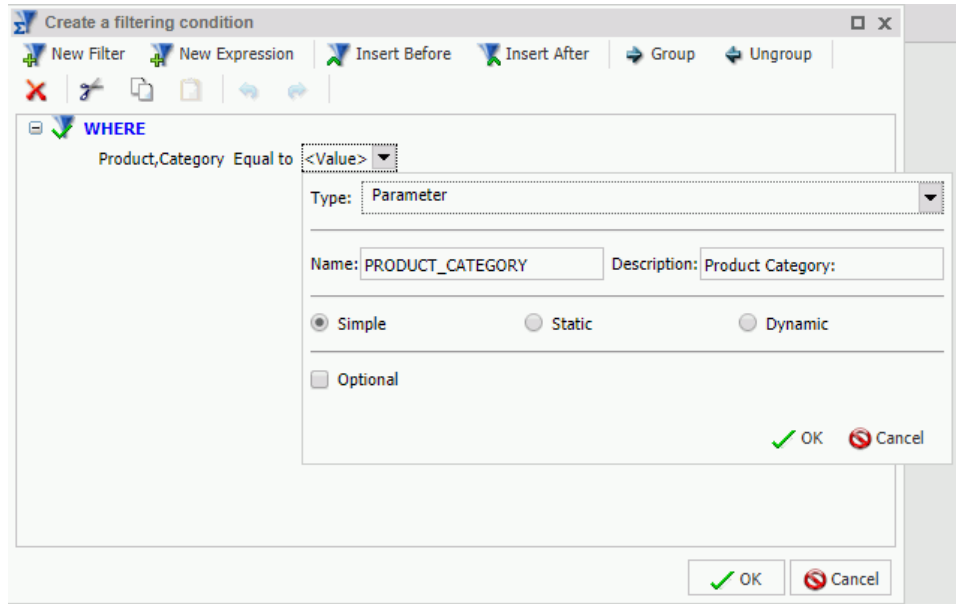 Create a filtering condition
New Filter New Expression Insert Before Insert After Group Ungroup
WHERE
Product,Category Equal to <Value>
Type: Parameter
Name: PRODUCT_CATEGORY Description: Product Category:
Simple Static Dynamic
Optional
OK Cancel
OK Cancel